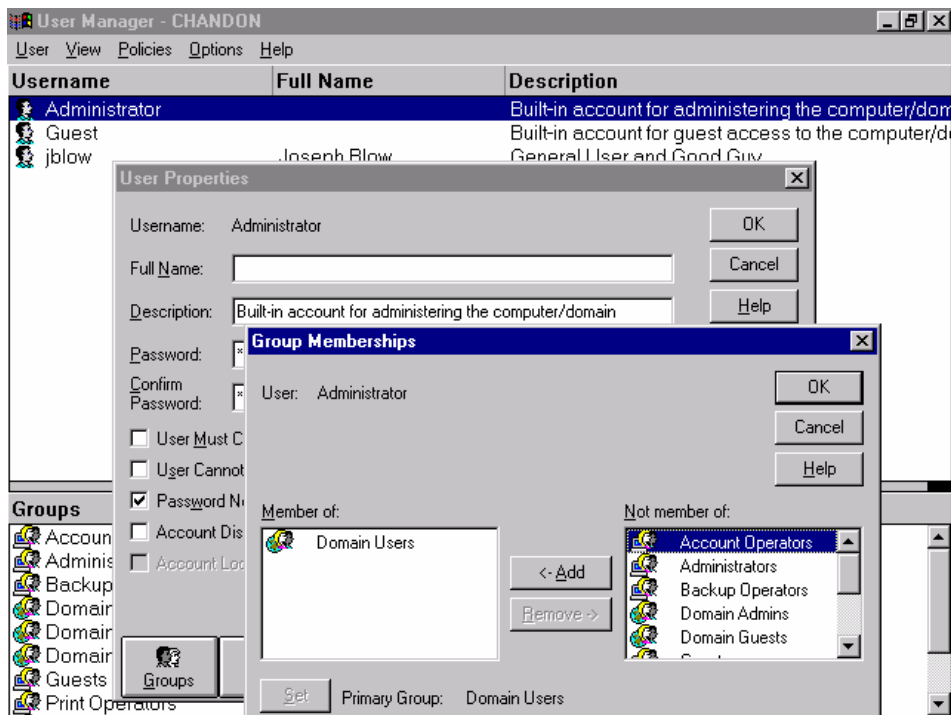 User Manager - CHANDON
User View Policies Options Help
Username Full Name Description
Administrator Built-in account for administering the computer/dom
Guest Built-in account for guest access to the computer/d
jblow Joseph Blow General User and Good Guy
User Properties
Username: Administrator
OK
Full Name:
Cancel
Description: Built-in account for administering the computer/domain
Help
Password: *
Confirm
Password: *
User Must C
User Cannot
Password N
Account Dis
Account Loc
Groups
Group Memberships
User: Administrator
OK
Cancel
Help
Member of:
Domain Users
<- Add
Remove ->
Not member of:
Account Operators
Administrators
Backup Operators
Domain Admins
Domain Guests
Set Primary Group: Domain Users
Groups
Accoun
Adminis
Backup
Domain
Domain
Domain
Guests
Print Operators